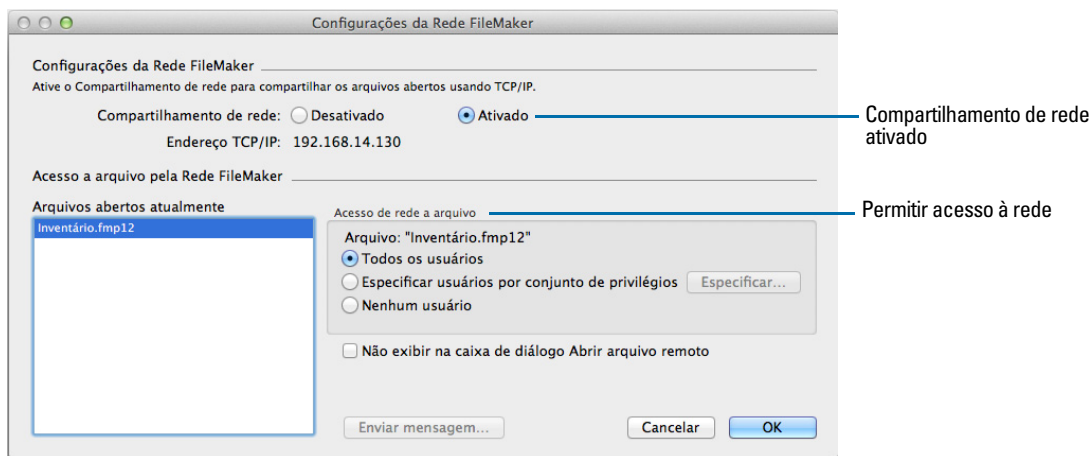 Configurações da Rede FileMaker
Configurações da Rede FileMaker
Ative o Compartilhamento de rede para compartilhar os arquivos abertos usando TCP/IP.
Compartilhamento de rede: Desativado Ativado
Compartilhamento de rede
ativado
Endereço TCP/IP: 192.168.14.130
Acesso a arquivo pela Rede FileMaker
Arquivos abertos atualmente
Inventário.fmp12
Acesso de rede a arquivo
Permitir acesso à rede
Arquivo: "Inventário.fmp12"
Todos os usuários
Especificar usuários por conjunto de privilégios Especificar...
Nenhum usuário
Não exibir na caixa de diálogo Abrir arquivo remoto
Enviar mensagem... Cancelar OK